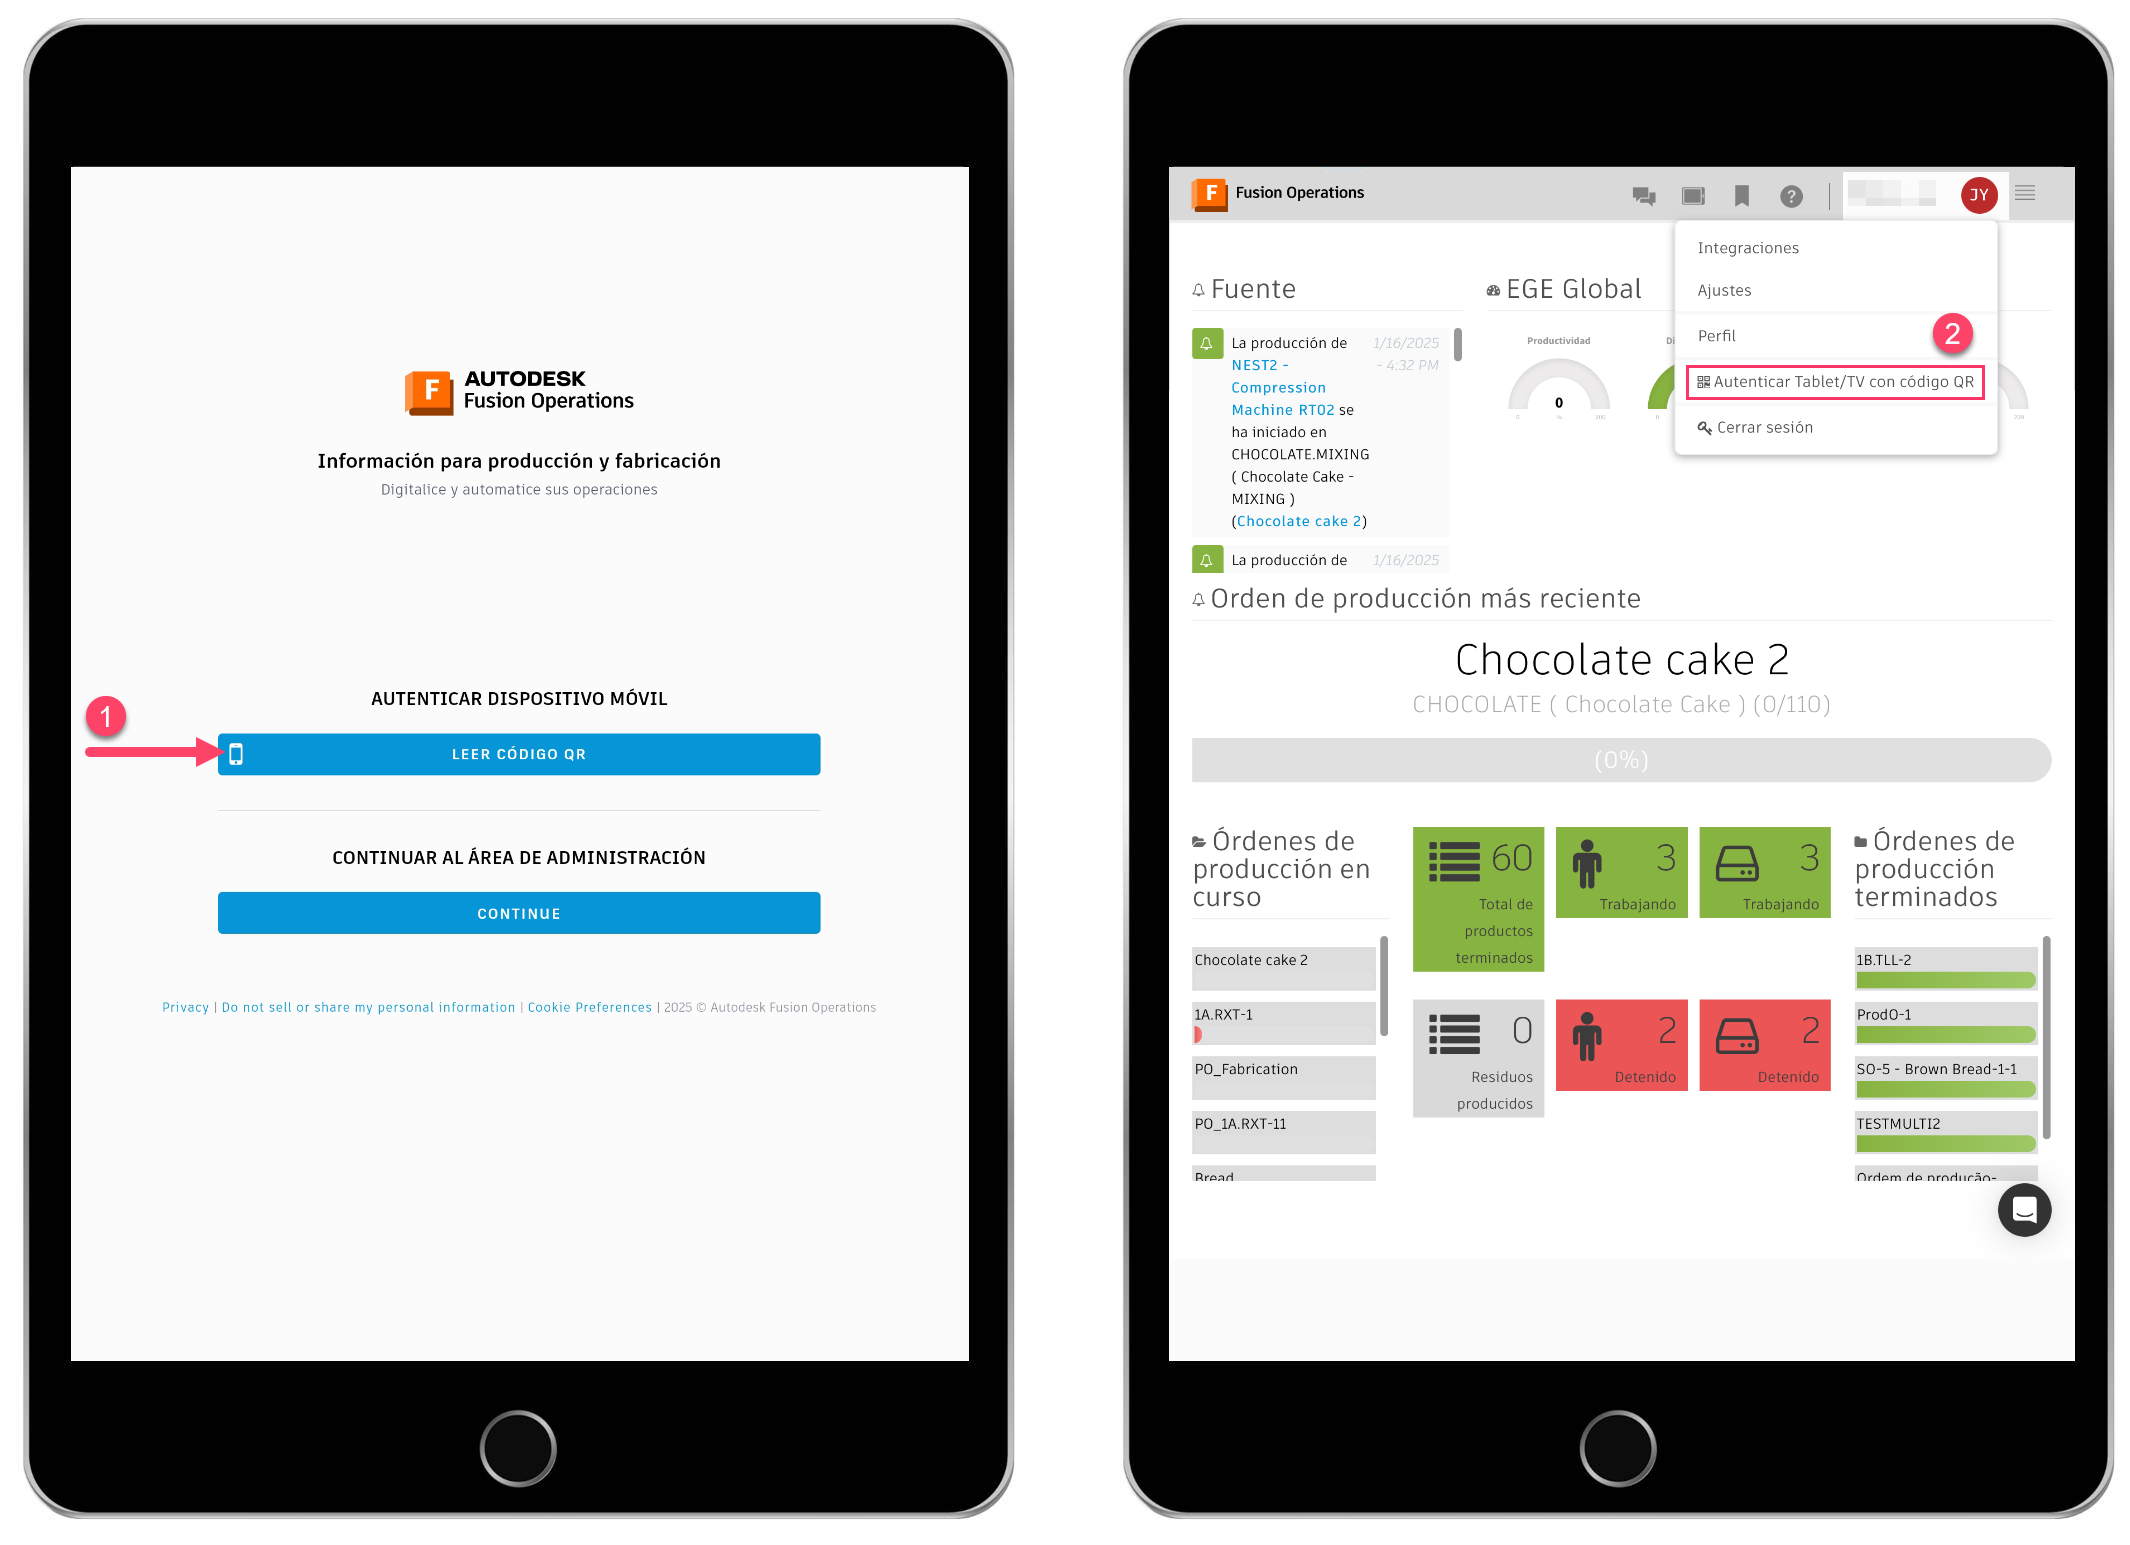 F
AUTODESK
Fusion Operations
Información para producción y fabricación
Digitalice y automatice sus operaciones
AUTENTICAR DISPOSITIVO MÓVIL
1
LEER CÓDIGO QR
CONTINUAR AL ÁREA DE ADMINISTRACIÓN
CONTINUE
Privacy | Do not sell or share my personal information | Cookie Preferences | 2025 © Autodesk Fusion Operations
F
Fusion Operations
?
JY
Integraciones
Ajustes
Perfil
2
Autenticar Tablet/TV con código QR
Cerrar sesión
Fuente
La producción de
NEST2 -
Compression
Machine RT02 se
ha iniciado en
CHOCOLATE.MIXING
( Chocolate Cake -
MIXING )
(Chocolate cake 2)
1/16/2025
- 4:32 PM
La producción de
1/16/2025
EGE Global
Productividad
0
0
%
200
Di
0
200
Orden de producción más reciente
Chocolate cake 2
CHOCOLATE ( Chocolate Cake ) (0/110)
(0%)
Órdenes de
producción en
curso
Chocolate cake 2
1A.RXT-1
PO_Fabrication
PO_1A.RXT-11
Bread
60
Total de
productos
terminados
3
Trabajando
3
Trabajando
0
Residuos
producidos
2
Detenido
2
Detenido
Órdenes de
producción
terminados
1B.TLL-2
ProdO-1
SO-5 - Brown Bread-1-1
TESTMULTI2
Ordem de produção-